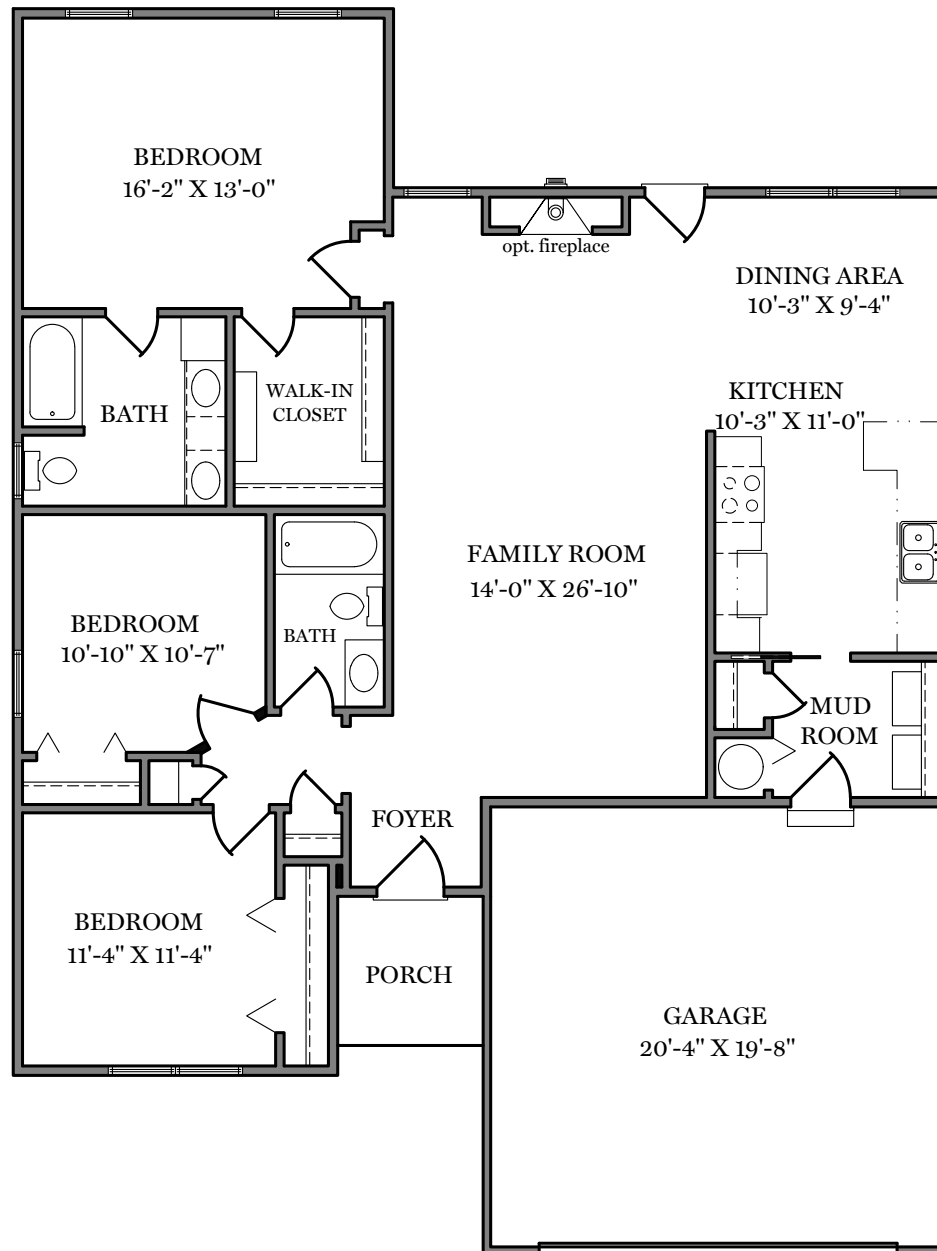 BEDROOM
16'-2" X 13'-0"
opt. fireplace
DINING AREA
10'-3" X 9'-4"
BATH
WALK-IN
CLOSET
KITCHEN
10'-3" X 11'-0"
FAMILY ROOM
14'-0" X 26'-10"
BEDROOM
10'-10" X 10'-7"
BATH
MUD
ROOM
FOYER
BEDROOM
11'-4" X 11'-4"
PORCH
GARAGE
20'-4" X 19'-8"